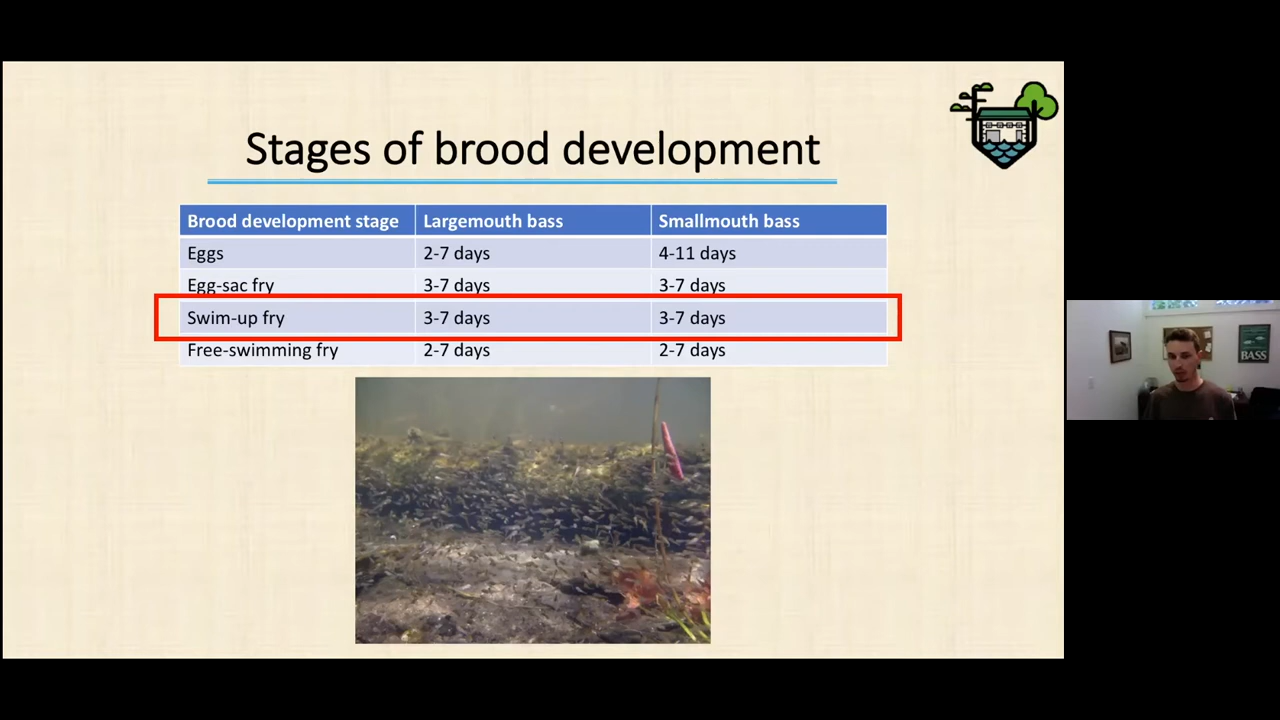 Stages of brood development
Brood development stage Largemouth bass Smallmouth bass
Eggs 2-7 days 4-11 days
Egg-sac fry 3-7 days 3-7 days
Swim-up fry 3-7 days 3-7 days
Free-swimming fry 2-7 days 2-7 days
BASS